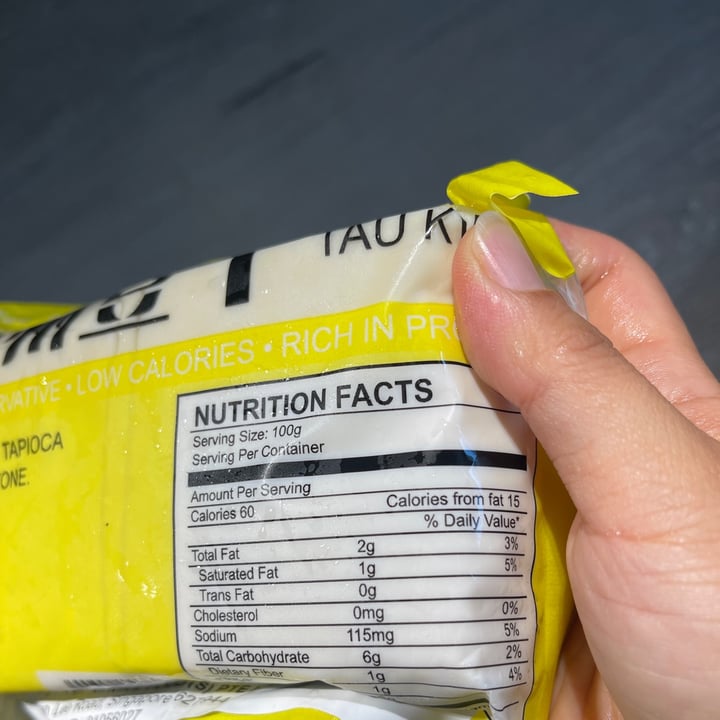 TAU
RVATIVE • LOW CALORIES • RICH IN PR
TAPIOCA
ONE.
NUTRITION FACTS
Serving Size: 100g
Serving Per Container
Amount Per Serving
Calories 60 Calories from fat 15
% Daily Value*
Total Fat 2g 3%
Saturated Fat 1g 5%
Trans Fat 0g
Cholesterol 0mg 0%
Sodium 115mg 5%
Total Carbohydrate 6g 2%
Dietary Fiber 1g 4%
1g
Singapore